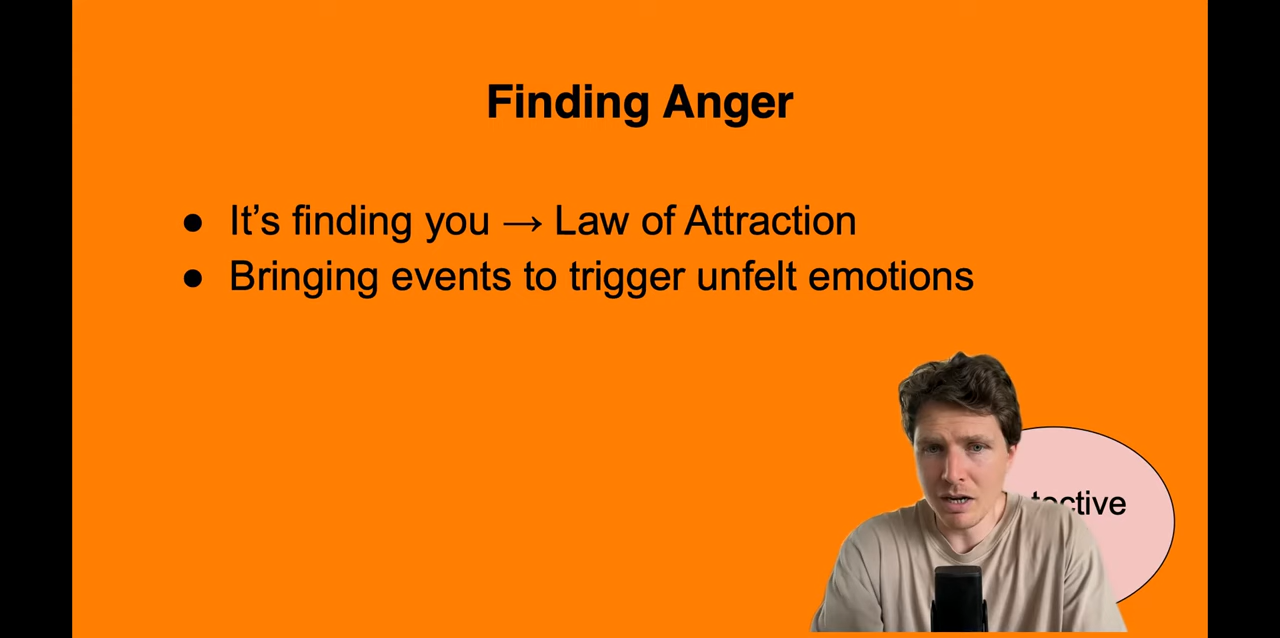 Finding Anger
● It's finding you → Law of Attraction
● Bringing events to trigger unfelt emotions